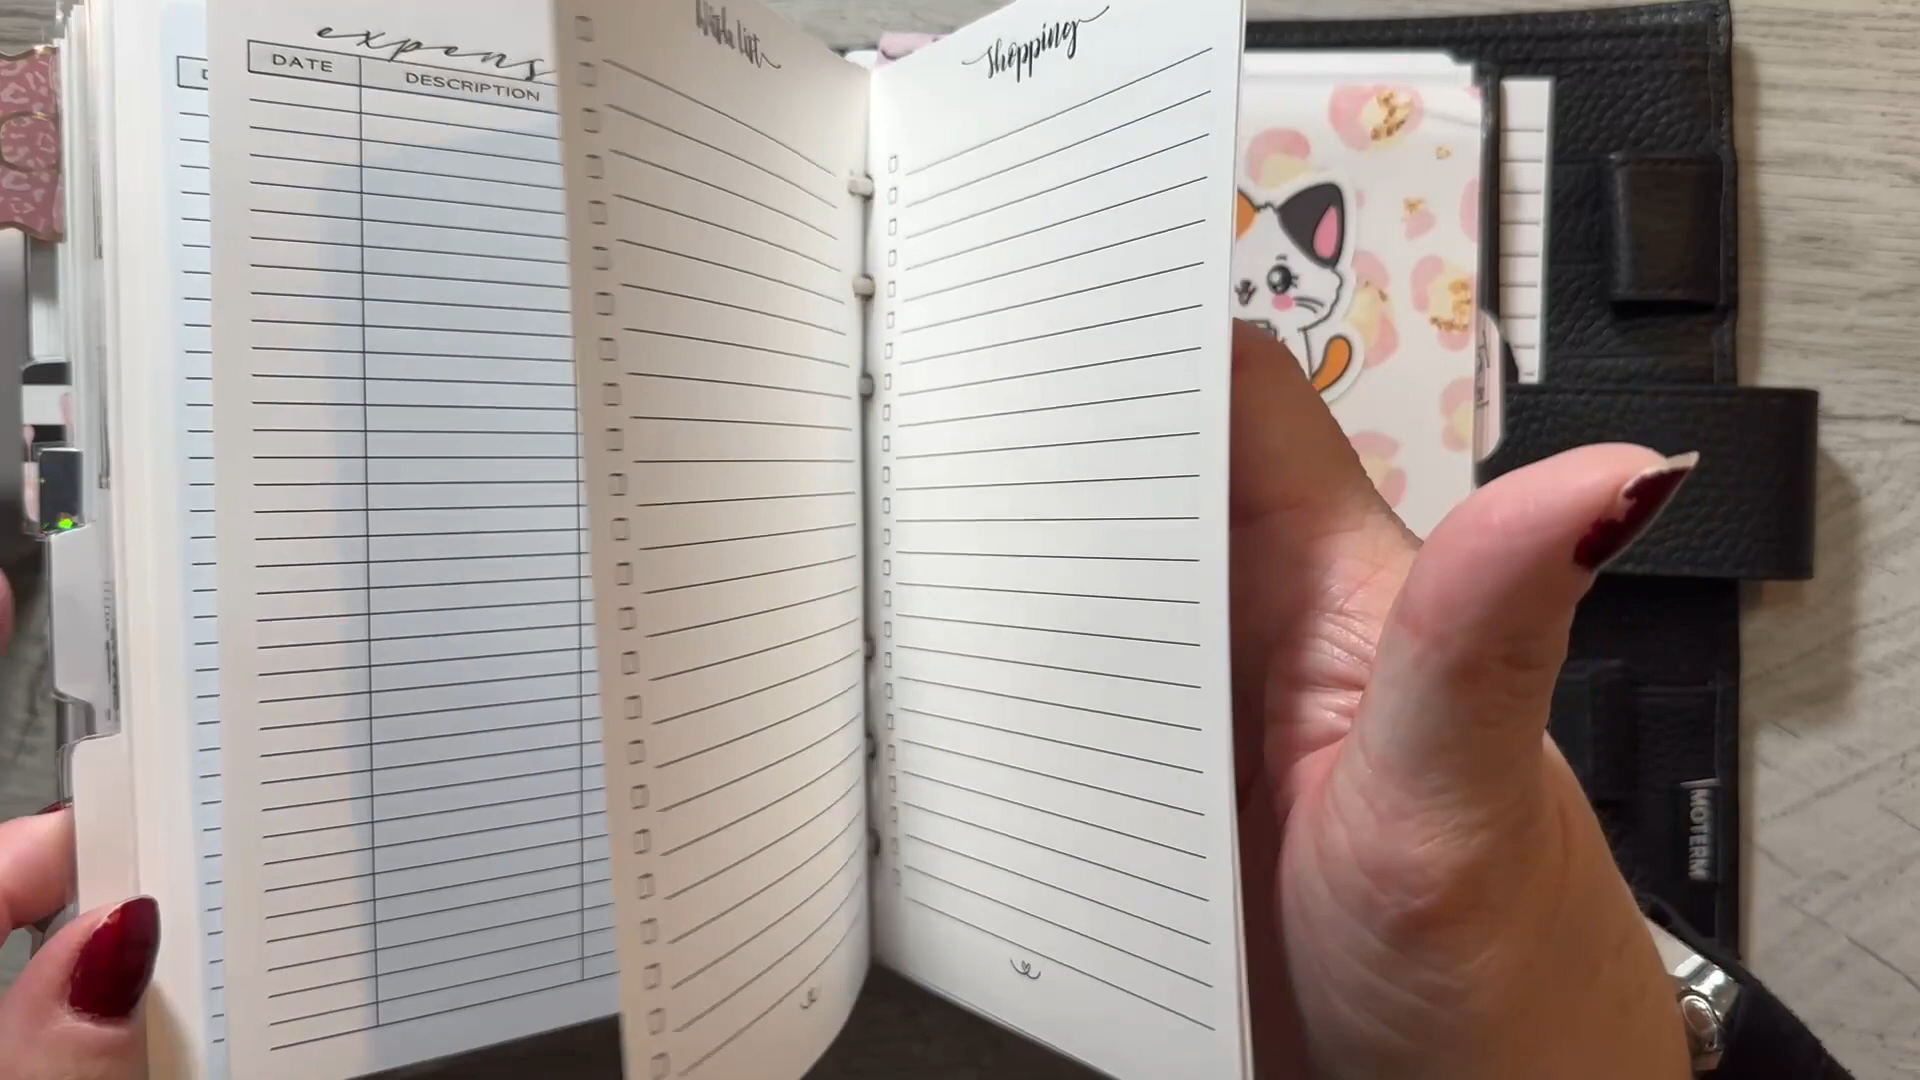 expens
DATE
DESCRIPTION
Wish list
shopping
MOTERM